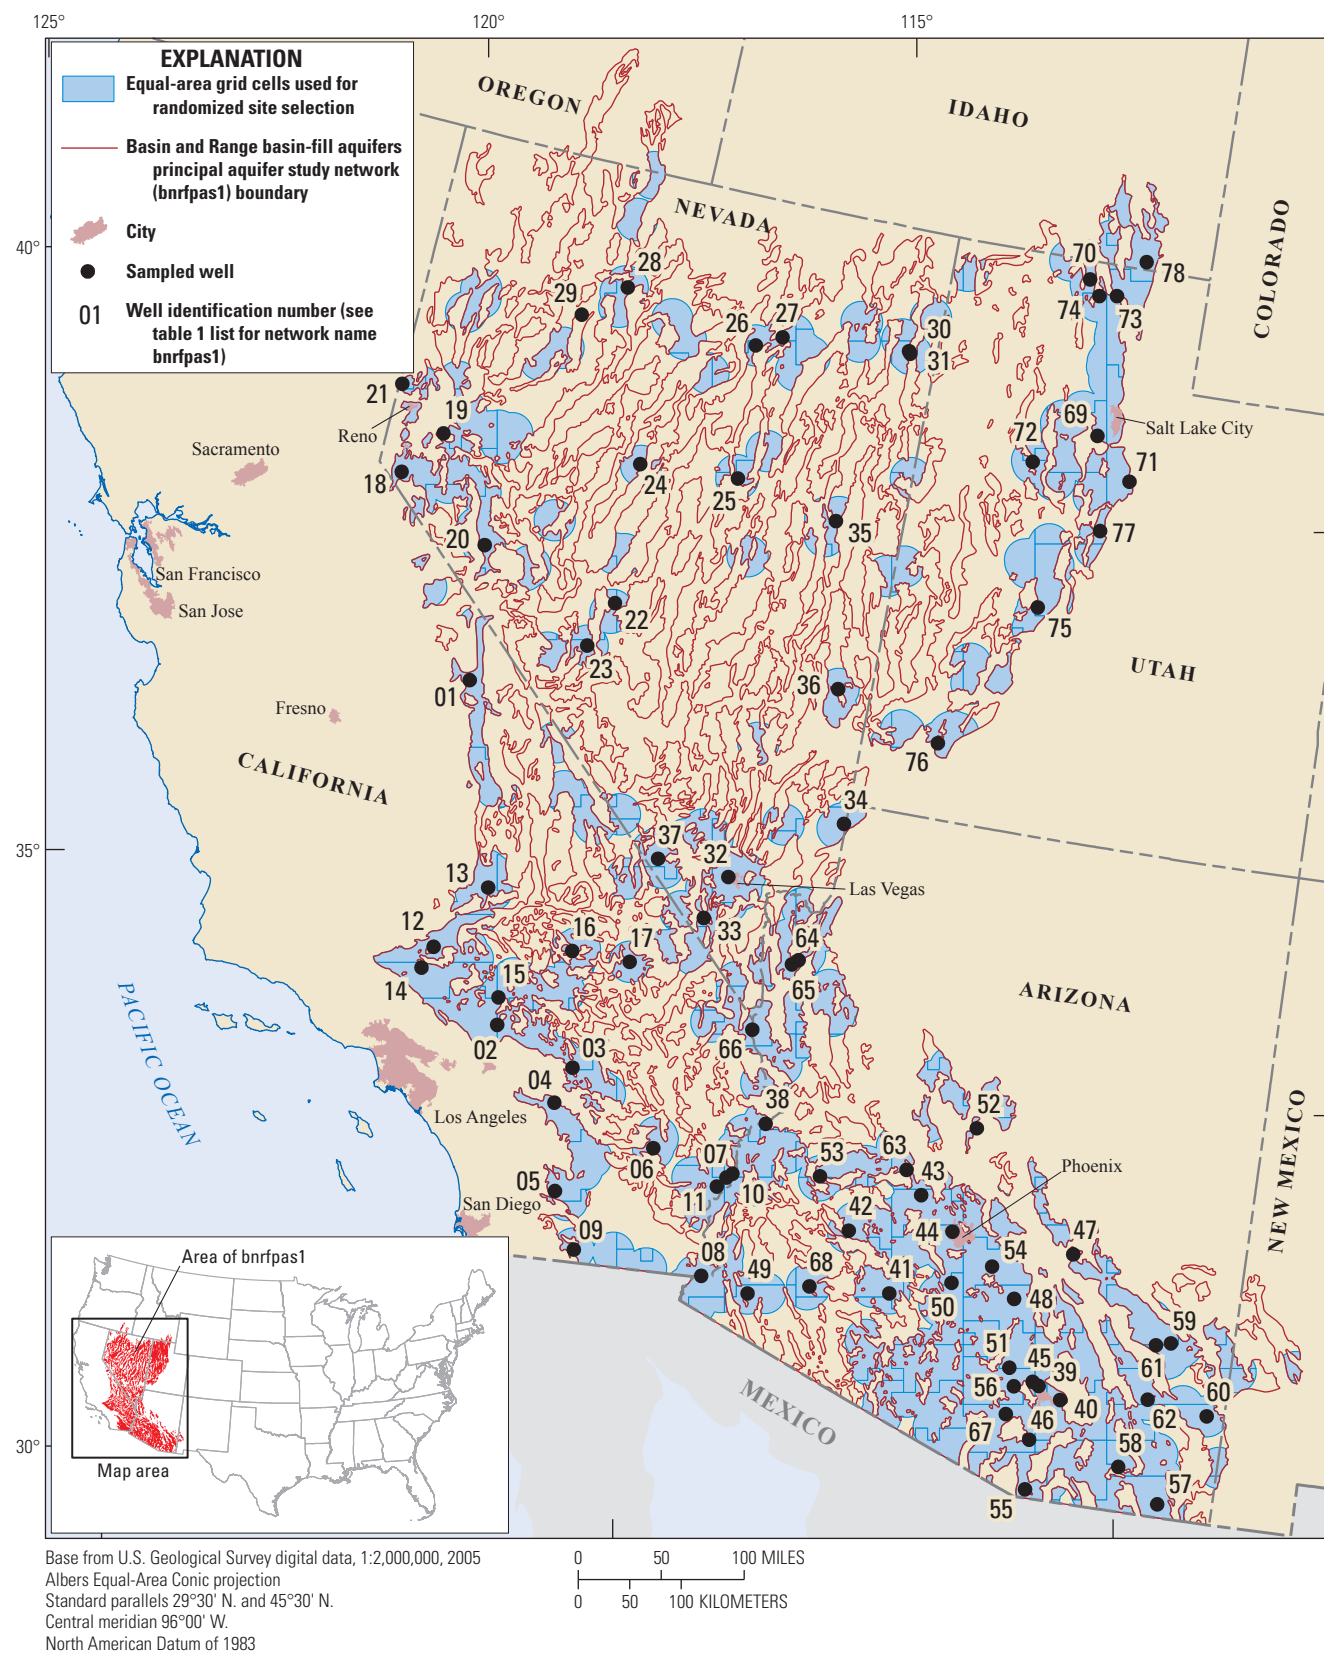 125°
120°
115°
EXPLANATION
Equal-area grid cells used for
randomized site selection
Basin and Range basin-fill aquifers
principal aquifer study network
(bnrfpas1) boundary
City
Sampled well
01
Well identification number (see
table 1 list for network name
bnrfpas1)
OREGON
IDAHO
NEVADA
COLORADO
40°
70
78
28
29
74
73
26
27
30
31
21
19
Reno
69
Salt Lake City
72
Sacramento
18
24
25
71
35
77
20
San Francisco
San Jose
22
75
23
UTAH
01
36
Fresno
76
CALIFORNIA
34
35°
37
32
13
Las Vegas
12
16
17
33
64
14
15
65
ARIZONA
PACIFIC OCEAN
02
03
66
04
38
52
Los Angeles
NEW MEXICO
06
07
53
63
Phoenix
05
11
10
43
San Diego
42
44
47
09
08
54
49
68
41
50
48
59
51
45
39
61
56
60
MEXICO
40
62
67
46
30°
58
57
55
Area of bnrfpas1
Map area
Base from U.S. Geological Survey digital data, 1:2,000,000, 2005
Albers Equal-Area Conic projection
Standard parallels 29°30' N. and 45°30' N.
Central meridian 96°00' W.
North American Datum of 1983
0 50 100 MILES
0 50 100 KILOMETERS